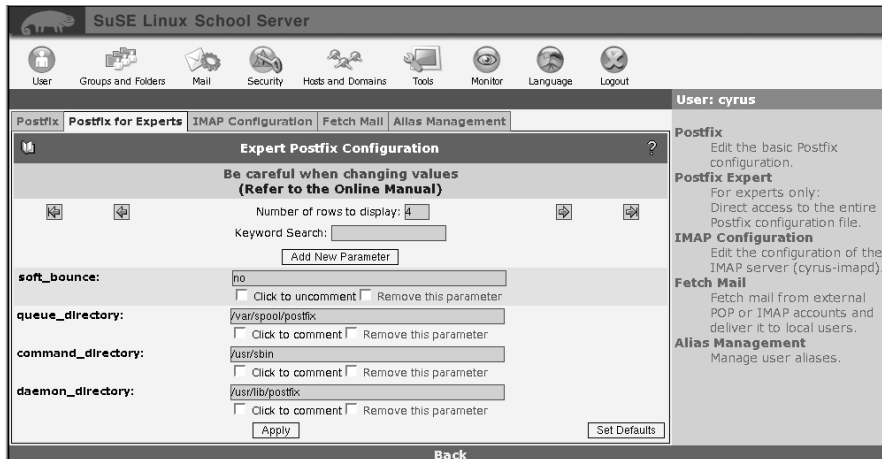 SuSE Linux School Server
User Groups and Folders Mail Security Hosts and Domains Tools Monitor Language Logout
User: cyrus
Postfix Postfix for Experts IMAP Configuration Fetch Mail Alias Management
Expert Postfix Configuration ?
Be careful when changing values
(Refer to the Online Manual)
Number of rows to display: 4
Keyword Search:
Add New Parameter
soft_bounce: no
Click to uncomment Remove this parameter
queue_directory: /var/spool/postfix
Click to comment Remove this parameter
command_directory: /usr/sbin
Click to comment Remove this parameter
daemon_directory: /usr/lib/postfix
Click to comment Remove this parameter
Apply Set Defaults
Postfix
Edit the basic Postfix
configuration.
Postfix Expert
For experts only:
Direct access to the entire
Postfix configuration file.
IMAP Configuration
Edit the configuration of the
IMAP server (cyrus-imapd).
Fetch Mail
Fetch mail from external
POP or IMAP accounts and
deliver it to local users.
Alias Management
Manage user aliases.
Back